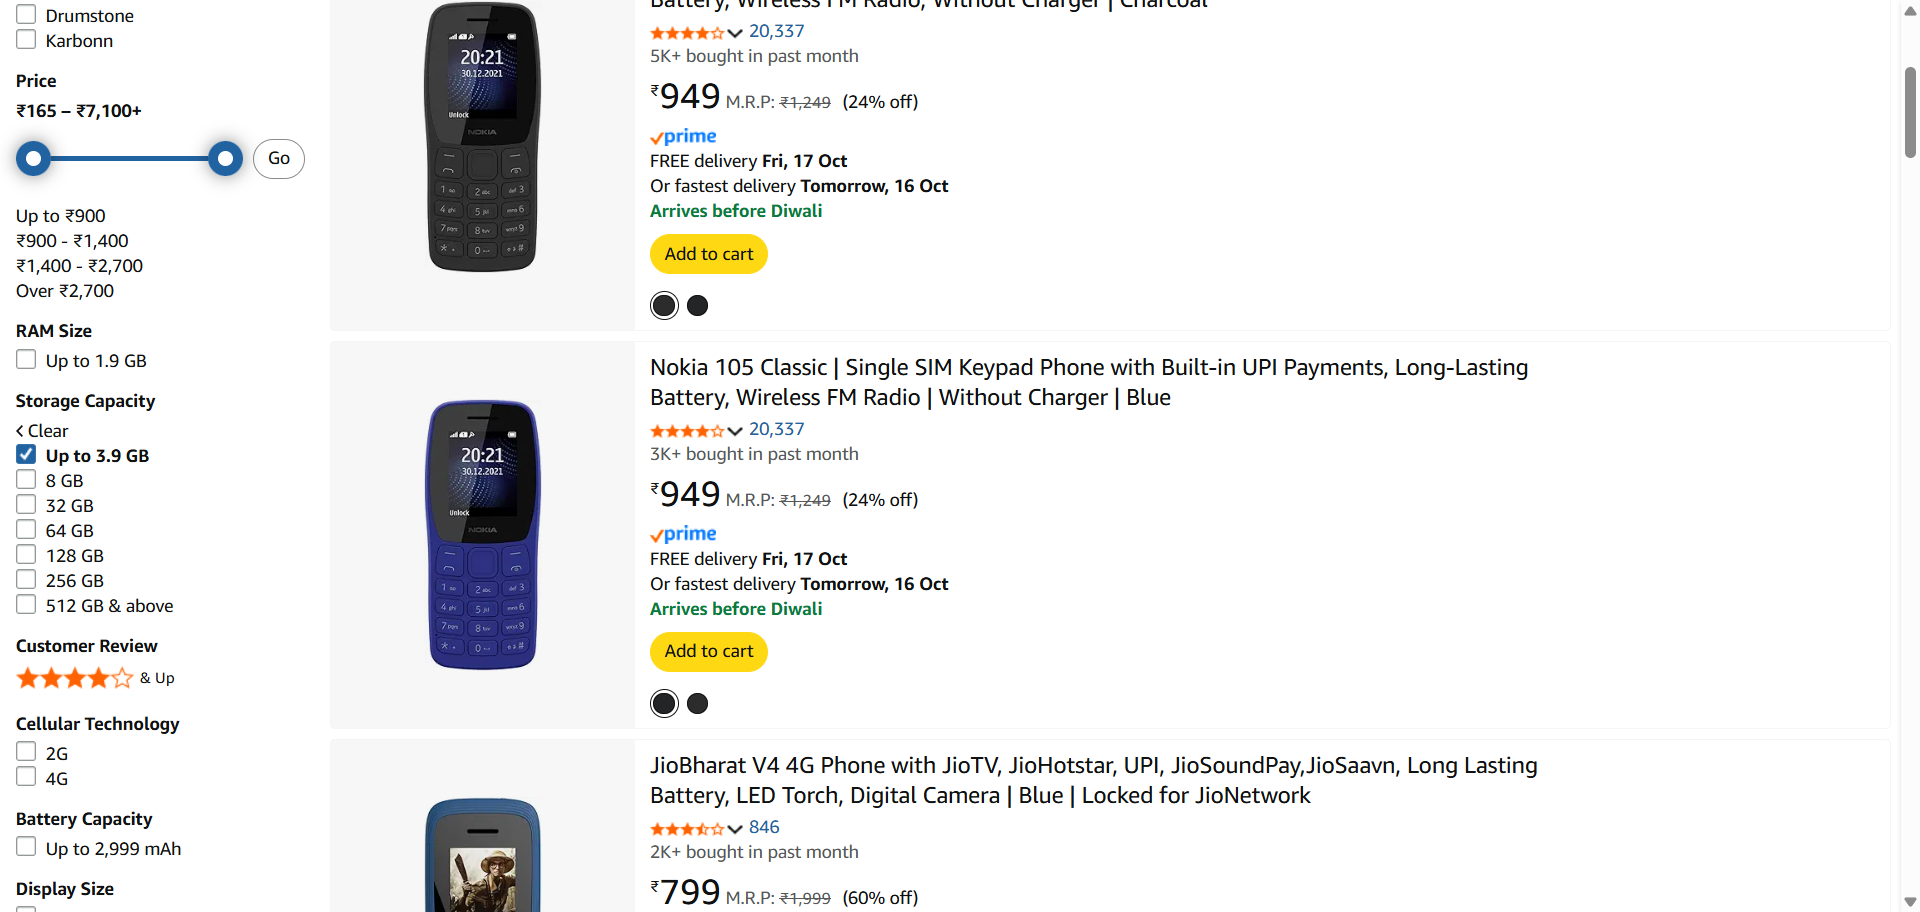 Drumstone
Karbonn
Price
₹165 – ₹7,100+
Go
Up to ₹900
₹900 - ₹1,400
₹1,400 - ₹2,700
Over ₹2,700
RAM Size
Up to 1.9 GB
Storage Capacity
< Clear
Up to 3.9 GB
8 GB
32 GB
64 GB
128 GB
256 GB
512 GB & above
Customer Review
& Up
Cellular Technology
2G
4G
Battery Capacity
Up to 2,999 mAh
Display Size
20:21
30.12.2021
Unlock
NOKIA
Battery, Wireless FM Radio, Without Charger | Charcoal
20,337
5K+ bought in past month
₹949 M.R.P: ₹1,249 (24% off)
prime
FREE delivery Fri, 17 Oct
Or fastest delivery Tomorrow, 16 Oct
Arrives before Diwali
Add to cart
20:21
30.12.2021
Unlock
NOKIA
Nokia 105 Classic | Single SIM Keypad Phone with Built-in UPI Payments, Long-Lasting
Battery, Wireless FM Radio | Without Charger | Blue
20,337
3K+ bought in past month
₹949 M.R.P: ₹1,249 (24% off)
prime
FREE delivery Fri, 17 Oct
Or fastest delivery Tomorrow, 16 Oct
Arrives before Diwali
Add to cart
JioBharat V4 4G Phone with JioTV, JioHotstar, UPI, JioSoundPay,JioSaavn, Long Lasting
Battery, LED Torch, Digital Camera | Blue | Locked for JioNetwork
846
2K+ bought in past month
₹799 M.R.P: ₹1,999 (60% off)